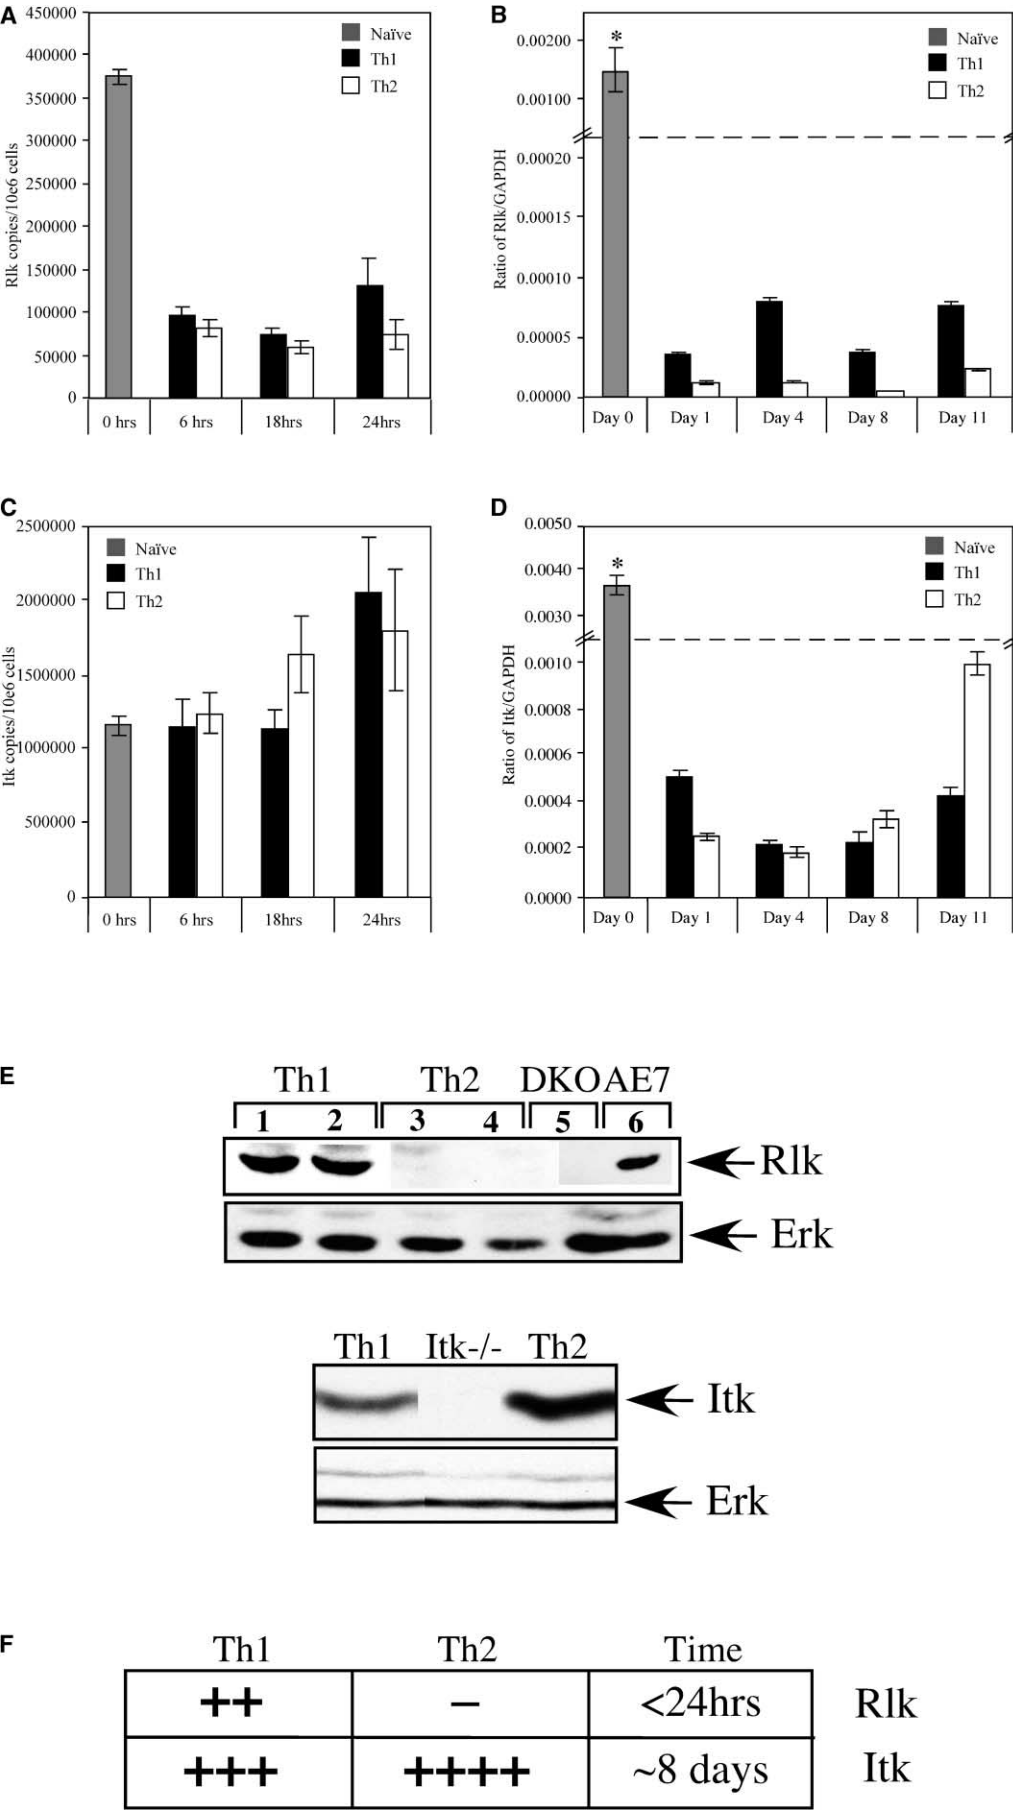 A
450000
400000
350000
300000
250000
200000
150000
100000
50000
0
Rlk copies/10e6 cells
Naïve
Th1
Th2
0 hrs 6 hrs 18hrs 24hrs
B
0.00200
0.00100
0.00020
0.00015
0.00010
0.00005
0.00000
Ratio of Rlk/GAPDH
*
Naïve
Th1
Th2
Day 0 Day 1 Day 4 Day 8 Day 11
C
2500000
2000000
1500000
1000000
500000
0
Itk copies/10e6 cells
Naïve
Th1
Th2
0 hrs 6 hrs 18hrs 24hrs
D
0.0050
0.0040
0.0030
0.0010
0.0008
0.0006
0.0004
0.0002
0.0000
Ratio of Itk/GAPDH
*
Naïve
Th1
Th2
Day 0 Day 1 Day 4 Day 8 Day 11
E
Th1 Th2 DKO AE7
1 2 3 4 5 6
Rlk
Erk
Th1 Itk-/- Th2
Itk
Erk
F
Th1 Th2 Time
++ – <24hrs Rlk
+++ ++++ ~8 days Itk